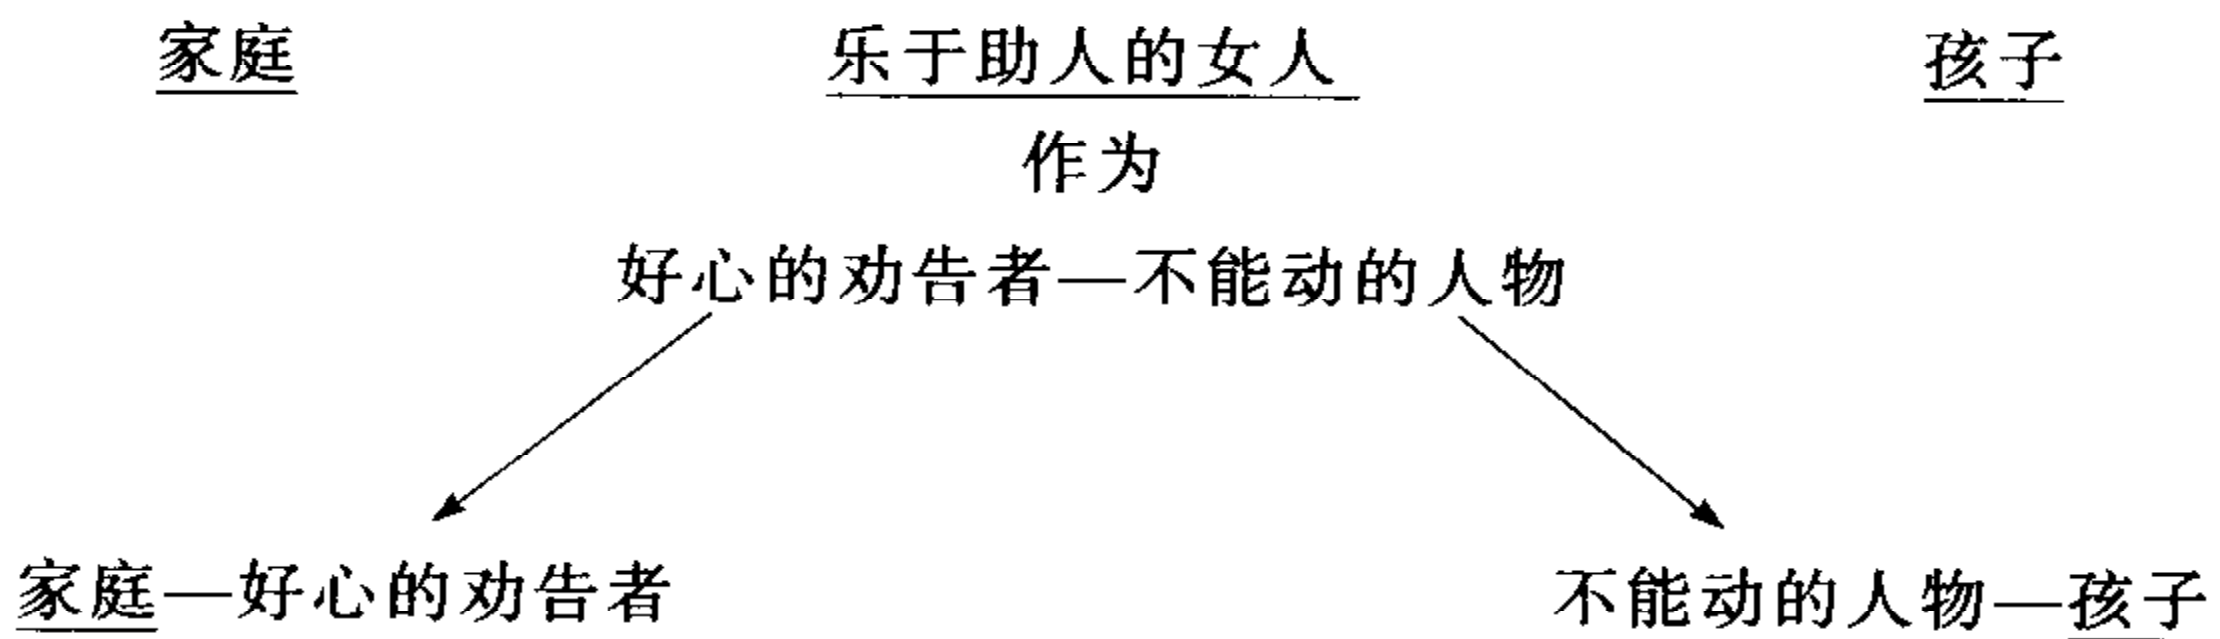 家庭 乐于助人的女人 孩子
作为
好心的劝告者—不能动的人物
家庭—好心的劝告者 不能动的人物—孩子